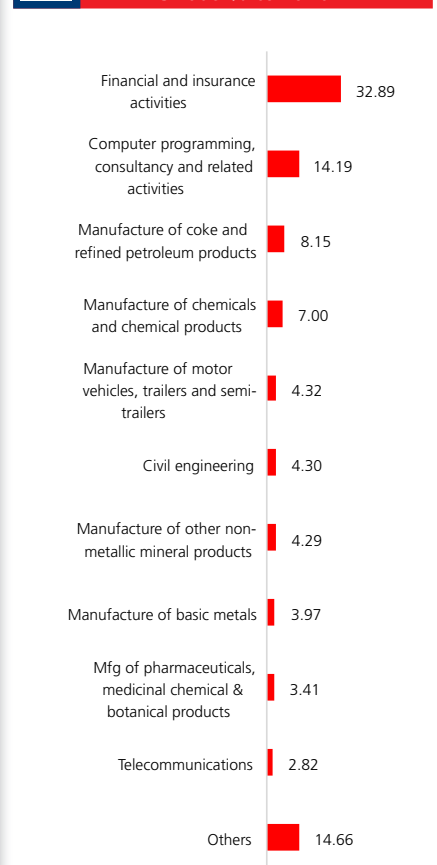 Financial and insurance
activities
32.89
Computer programming,
consultancy and related
activities
14.19
Manufacture of coke and
refined petroleum products
8.15
Manufacture of chemicals
and chemical products
7.00
Manufacture of motor
vehicles, trailers and semi-
trailers
4.32
Civil engineering
4.30
Manufacture of other non-
metallic mineral products
4.29
Manufacture of basic metals
3.97
Mfg of pharmaceuticals,
medicinal chemical &
botanical products
3.41
Telecommunications
2.82
Others
14.66